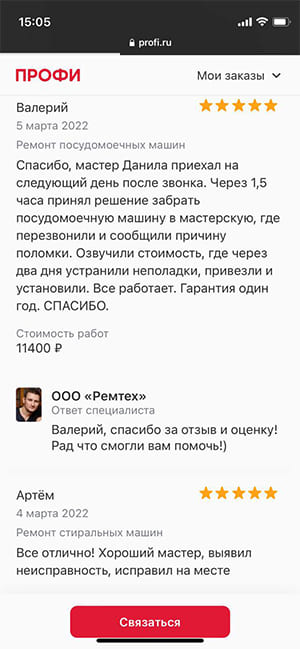 15:05
profi.ru
ПРОФИ
Мои заказы
Валерий
5 марта 2022
Ремонт посудомоечных машин
Спасибо, мастер Данила приехал на
следующий день после звонка. Через 1,5
часа принял решение забрать
посудомоечную машину в мастерскую, где
перезвонили и сообщили причину
поломки. Озвучили стоимость, где через
два дня устранили неполадки, привезли и
установили. Все работает. Гарантия один
год. СПАСИБО.
Стоимость работ
11400 ₽
ООО «Ремтех»
Ответ специалиста
Валерий, спасибо за отзыв и оценку!
Рад что смогли вам помочь!)
Артём
4 марта 2022
Ремонт стиральных машин
Все отлично! Хороший мастер, выявил
неисправность, исправил на месте
Связаться